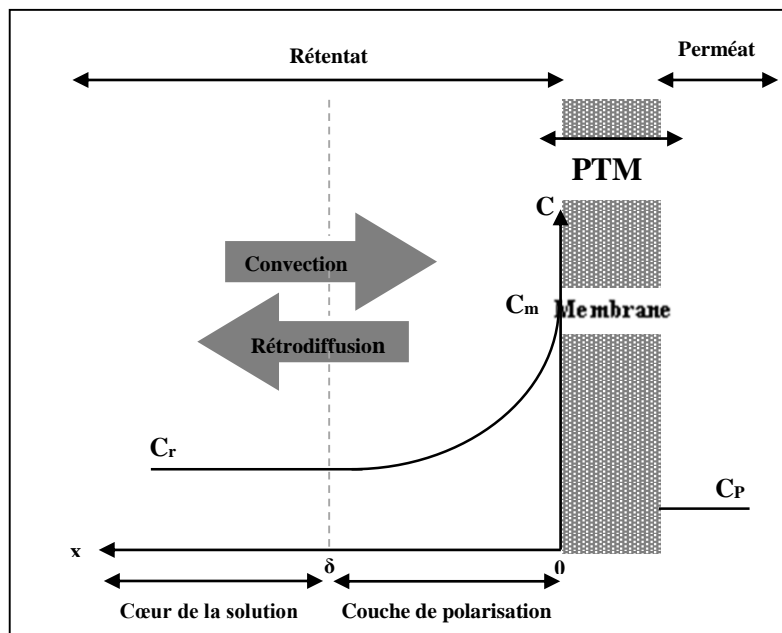 Rétentat
Perméat
PTM
C
Convection
Cm
Membrane
Rétrodiffusion
Cr
CP
x
δ
0
Cœur de la solution
Couche de polarisation